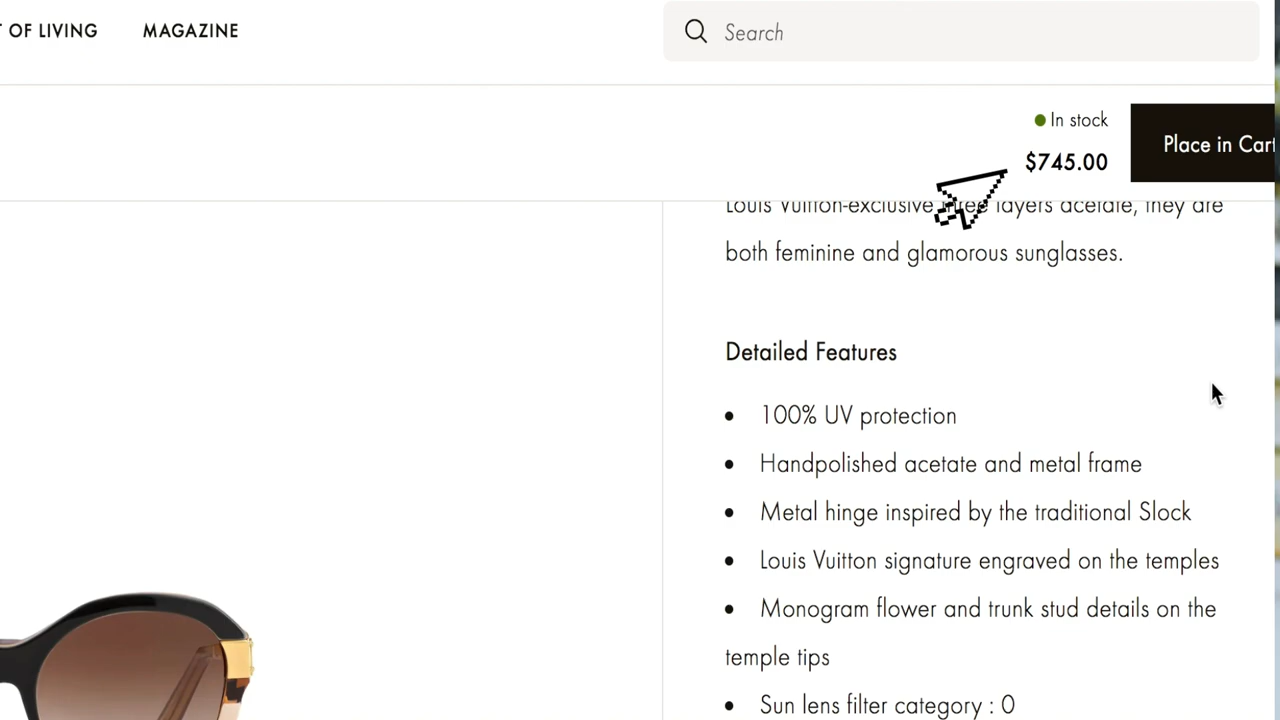 T OF LIVING
MAGAZINE
Search
In stock
$745.00
Place in Cart
Louis Vuitton-exclusive three layers acetate, they are
both feminine and glamorous sunglasses.
Detailed Features
• 100% UV protection
• Handpolished acetate and metal frame
• Metal hinge inspired by the traditional Slock
• Louis Vuitton signature engraved on the temples
• Monogram flower and trunk stud details on the
temple tips
• Sun lens filter category : 0